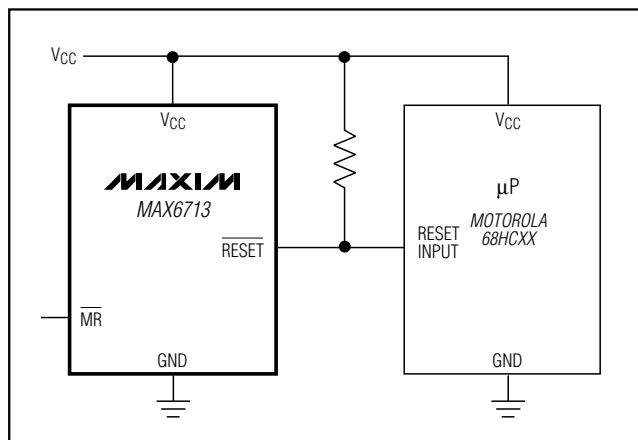 VCC
VCC
MAXIM
MAX6713
RESET
MR
GND
VCC
µP
MOTOROLA
68HCXX
RESET
INPUT
GND